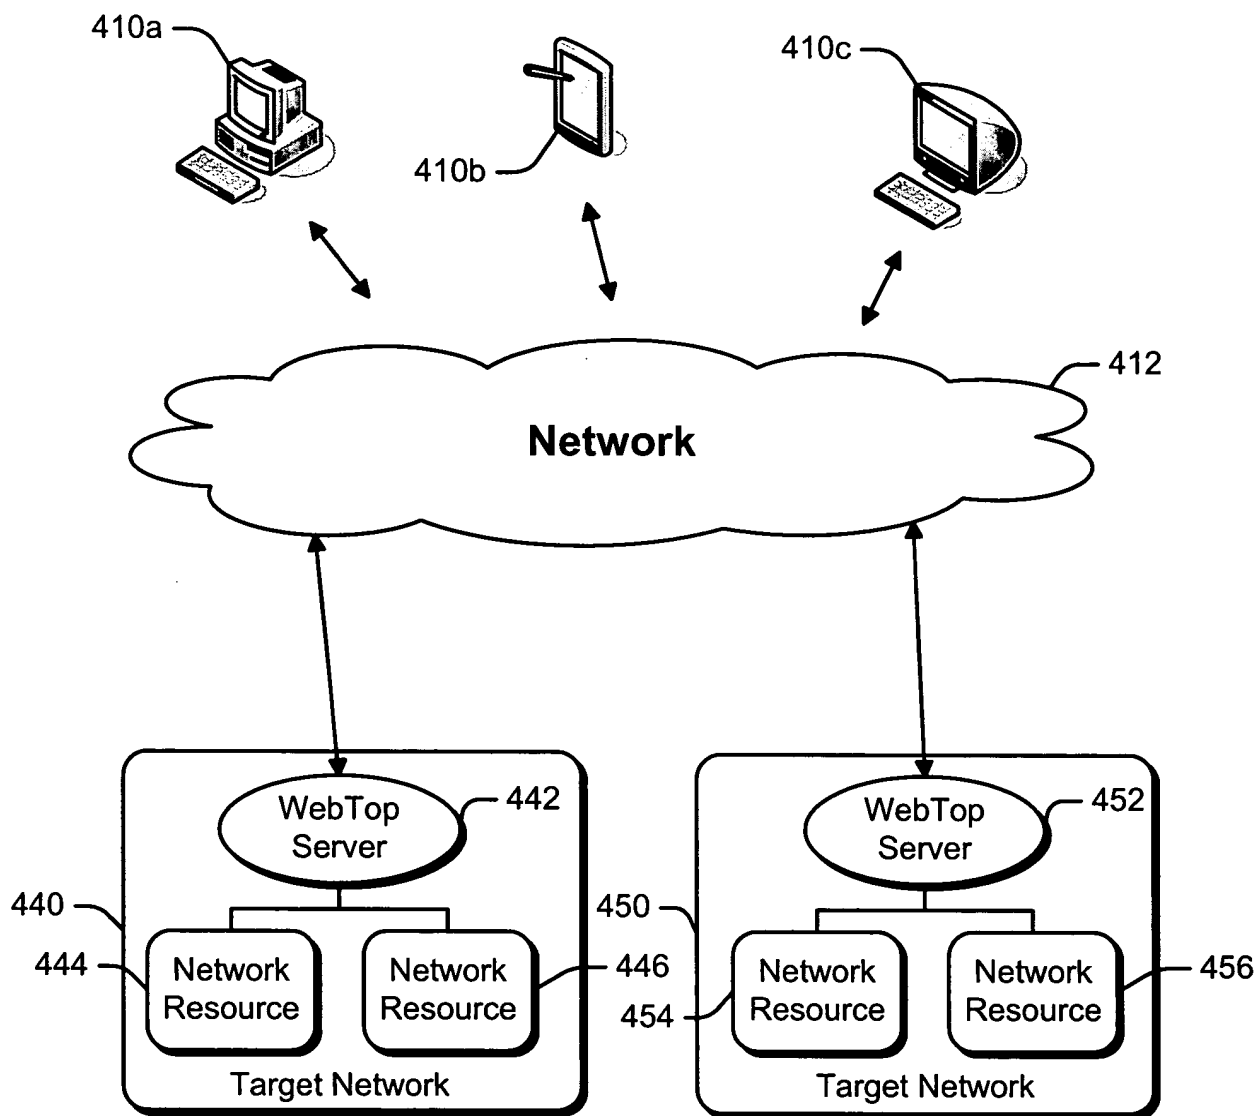 410a
410b
410c
412
Network
WebTop
Server
442
WebTop
Server
452
440
444
Network
Resource
Network
Resource
446
Target Network
450
454
Network
Resource
Network
Resource
456
Target Network